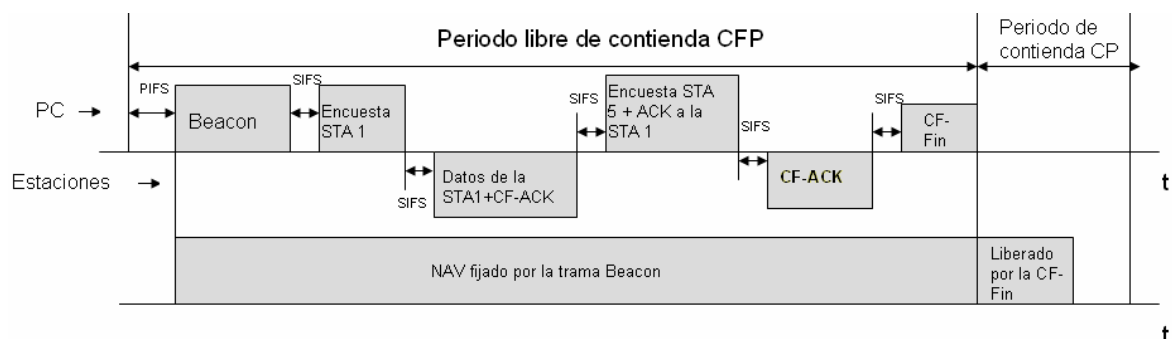 Periodo libre de contienda CFP
Periodo de
contienda CP
PIFS
SIFS
SIFS
SIFS
PC
Beacon
Encuesta
STA 1
Encuesta STA
5 + ACK a la
STA 1
SIFS
CF-
Fin
Estaciones
SIFS
Datos de la
STA1+CF-ACK
CF-ACK
t
NAV fijado por la trama Beacon
Liberado
por la CF-
Fin
t